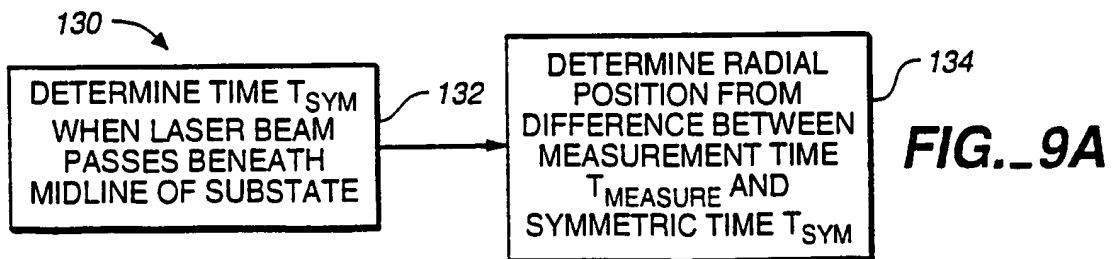 130
DETERMINE TIME TSYM
WHEN LASER BEAM
PASSES BENEATH
MIDLINE OF SUBSTATE
132
DETERMINE RADIAL
POSITION FROM
DIFFERENCE BETWEEN
MEASUREMENT TIME
TMEASURE AND
SYMMETRIC TIME TSYM
134
FIG._9A